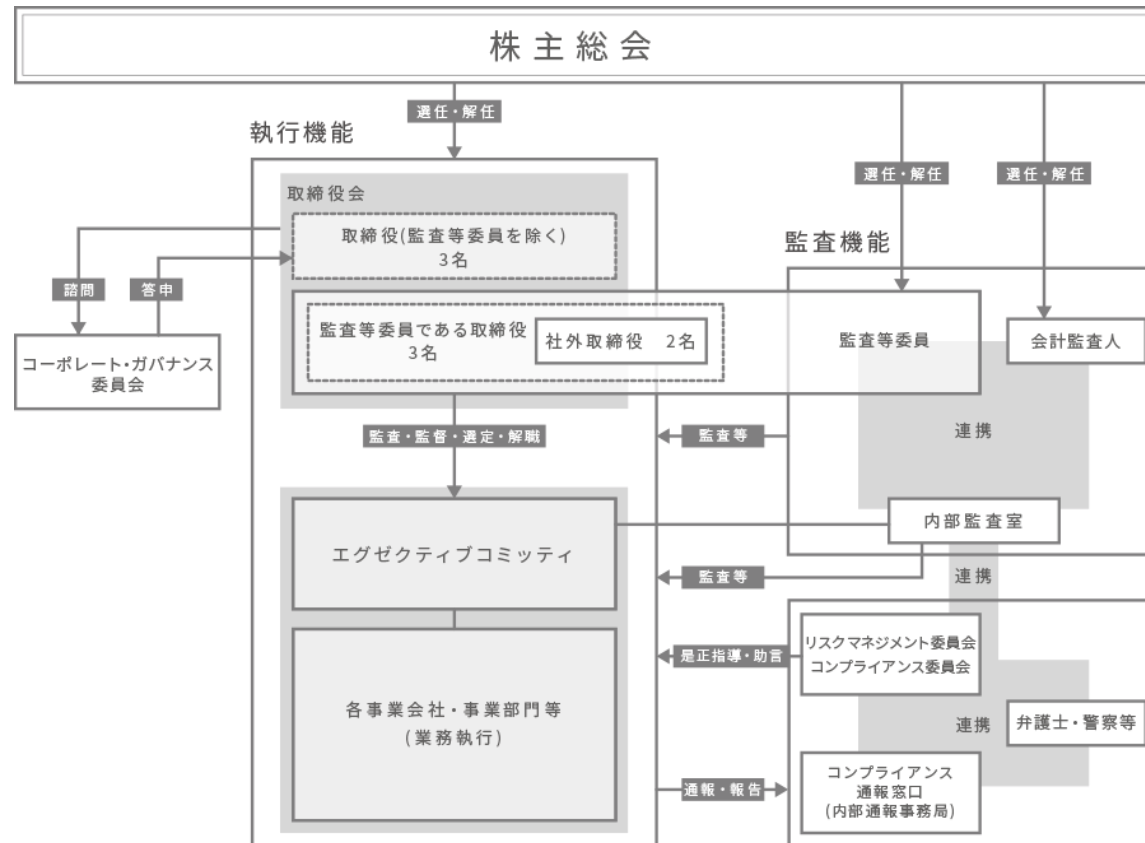 株主総会
選任・解任
執行機能
選任・解任
選任・解任
取締役会
取締役(監査等委員を除く)
3名
監査機能
諮問
答申
監査等委員である取締役
3名
社外取締役 2名
監査等委員
会計監査人
コーポレート・ガバナンス
委員会
監査・監督・選定・解職
監査等
連携
内部監査室
エグゼクティブコミッティ
監査等
連携
是正指導・助言
リスクマネジメント委員会
コンプライアンス委員会
各事業会社・事業部門等
(業務執行)
連携
弁護士・警察等
通報・報告
コンプライアンス
通報窓口
(内部通報事務局)